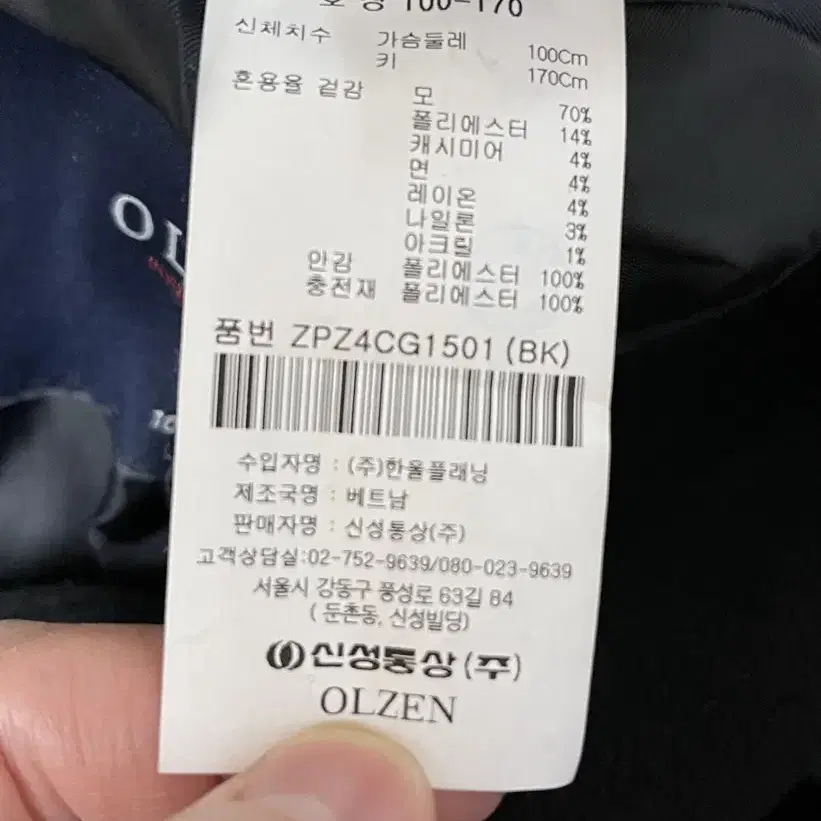 호 칭 100-170
신체치수 가슴둘레 100Cm
키 170Cm
혼용율 겉감 모 70%
폴리에스터 14%
캐시미어 4%
면 4%
레이온 4%
나일론 3%
아크릴 1%
안감 폴리에스터 100%
충전재 폴리에스터 100%
품번 ZPZ4CG1501(BK)
수입자명 : (주)한울플래닝
제조국명 : 베트남
판매자명 : 신성통상(주)
고객상담실:02-752-9639/080-023-9639
서울시 강동구 풍성로 63길 84
( 둔촌동, 신성빌딩)
신성통상(주)
OLZEN
OL